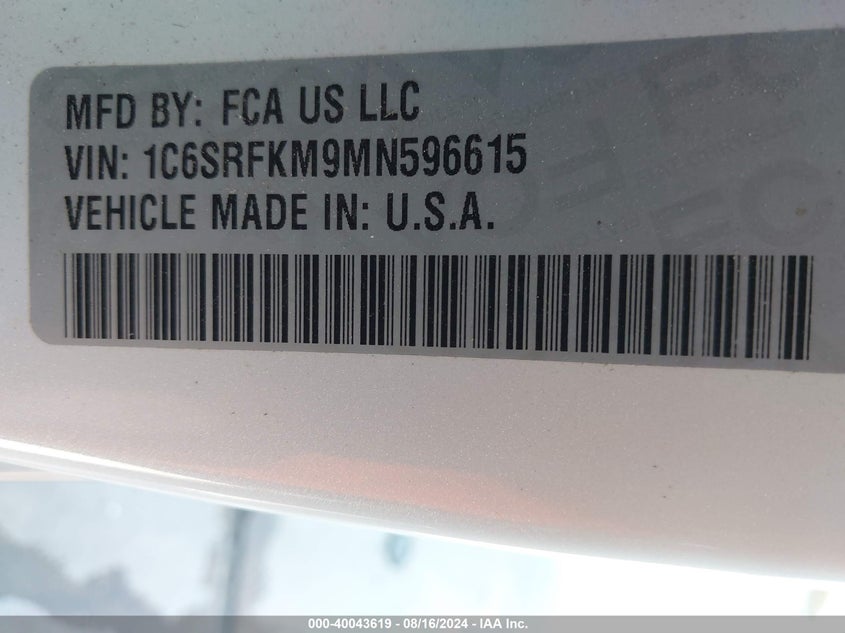 MFD BY: FCA US LLC
VIN: 1C6SRFKM9MN596615
VEHICLE MADE IN: U.S.A.
000-40043619 - 08/16/2024 - IAA Inc.